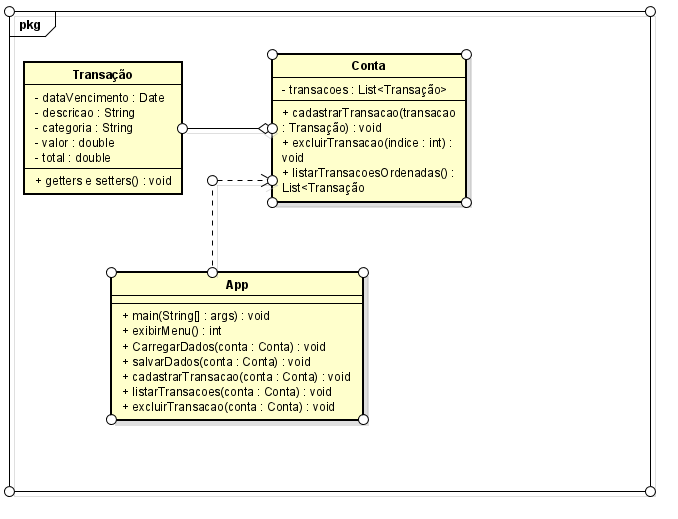 pkg
Transação
- dataVencimento : Date
- descricao : String
- categoria : String
- valor : double
- total : double
+ getters e setters() : void
Conta
- transacoes : List<Transação>
+ cadastrarTransacao(transacao
: Transação) : void
+ excluirTransacao(indice : int) :
void
+ listarTransacoesOrdenadas() :
List<Transação
App
+ main(String[] : args) : void
+ exibirMenu() : int
+ CarregarDados(conta : Conta) : void
+ salvarDados(conta : Conta) : void
+ cadastrarTransacao(conta : Conta) : void
+ listarTransacoes(conta : Conta) : void
+ excluirTransacao(conta : Conta) : void